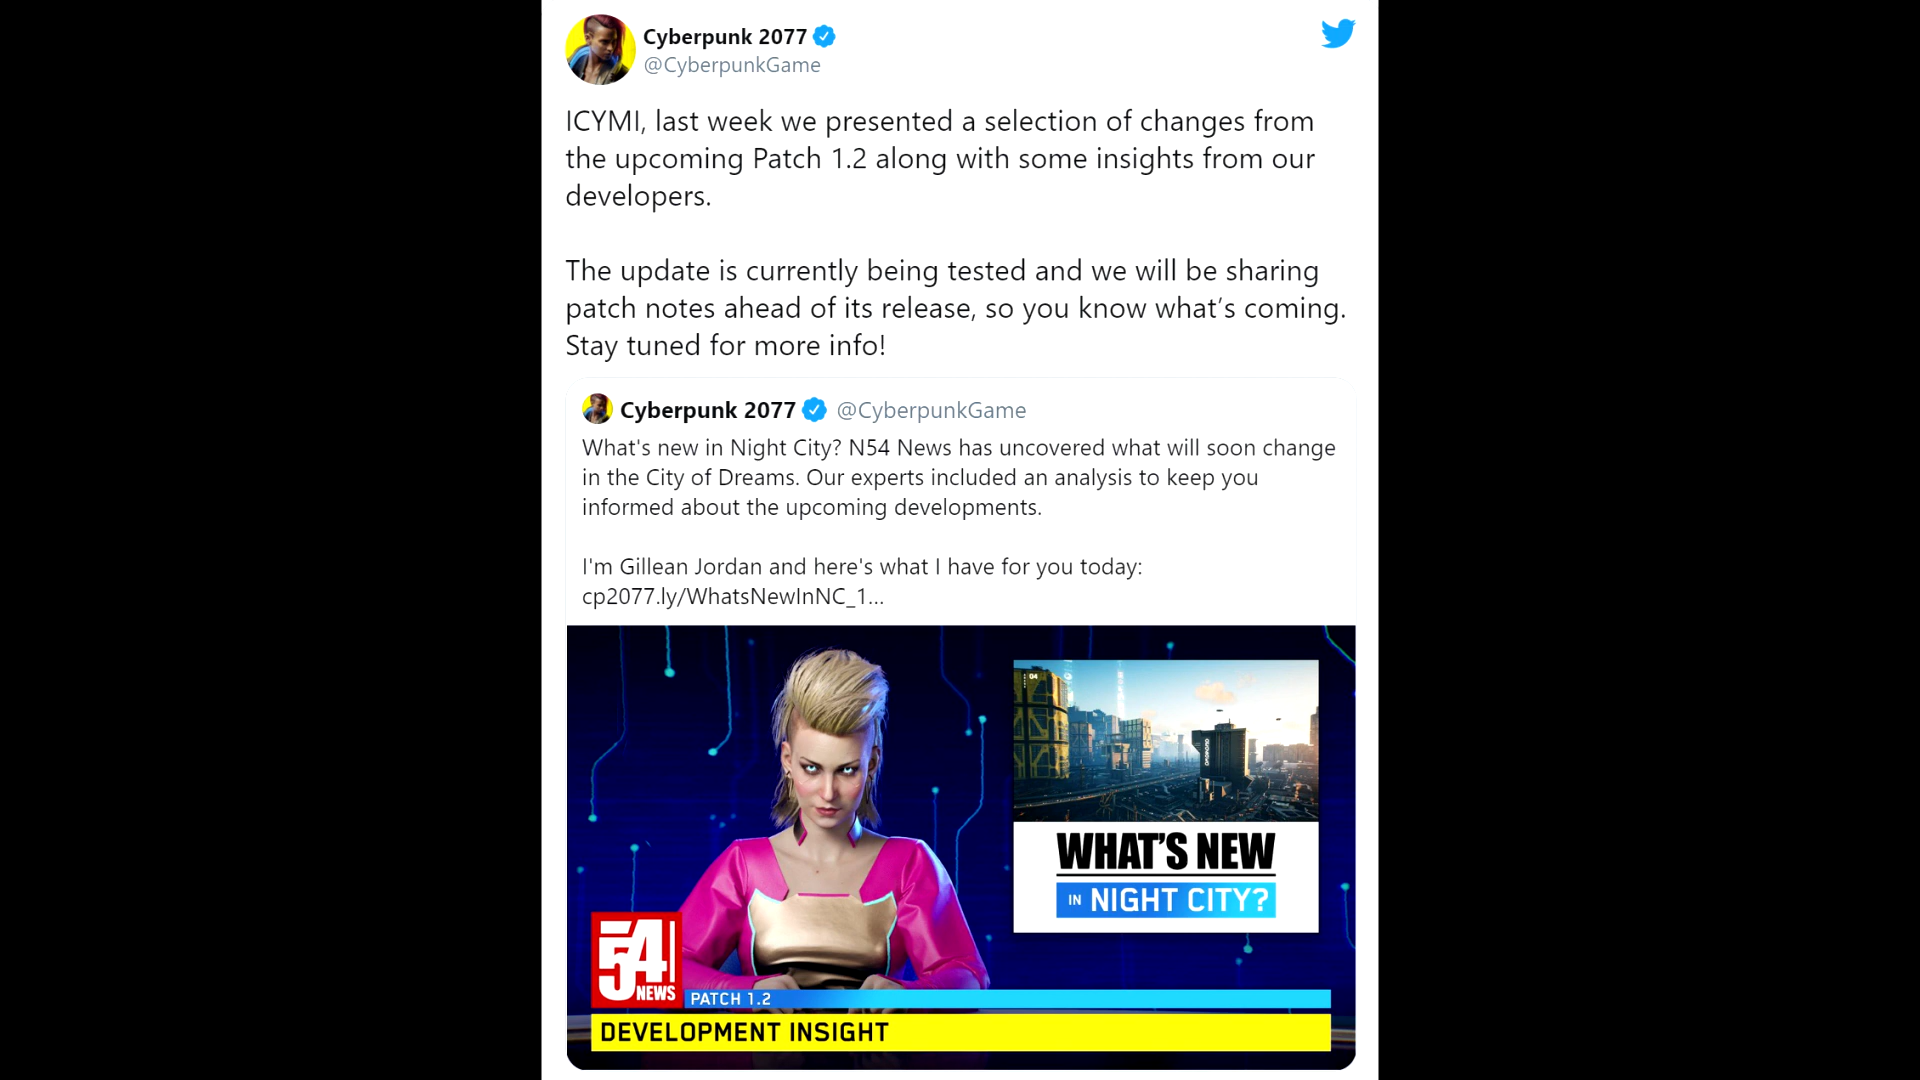 Cyberpunk 2077
@CyberpunkGame
ICYMI, last week we presented a selection of changes from
the upcoming Patch 1.2 along with some insights from our
developers.
The update is currently being tested and we will be sharing
patch notes ahead of its release, so you know what’s coming.
Stay tuned for more info!
Cyberpunk 2077 @CyberpunkGame
What's new in Night City? N54 News has uncovered what will soon change
in the City of Dreams. Our experts included an analysis to keep you
informed about the upcoming developments.
I'm Gillean Jordan and here's what I have for you today:
cp2077.ly/WhatsNewInNC_1...
04
WHAT'S NEW
IN NIGHT CITY?
54
NEWS
PATCH 1.2
DEVELOPMENT INSIGHT